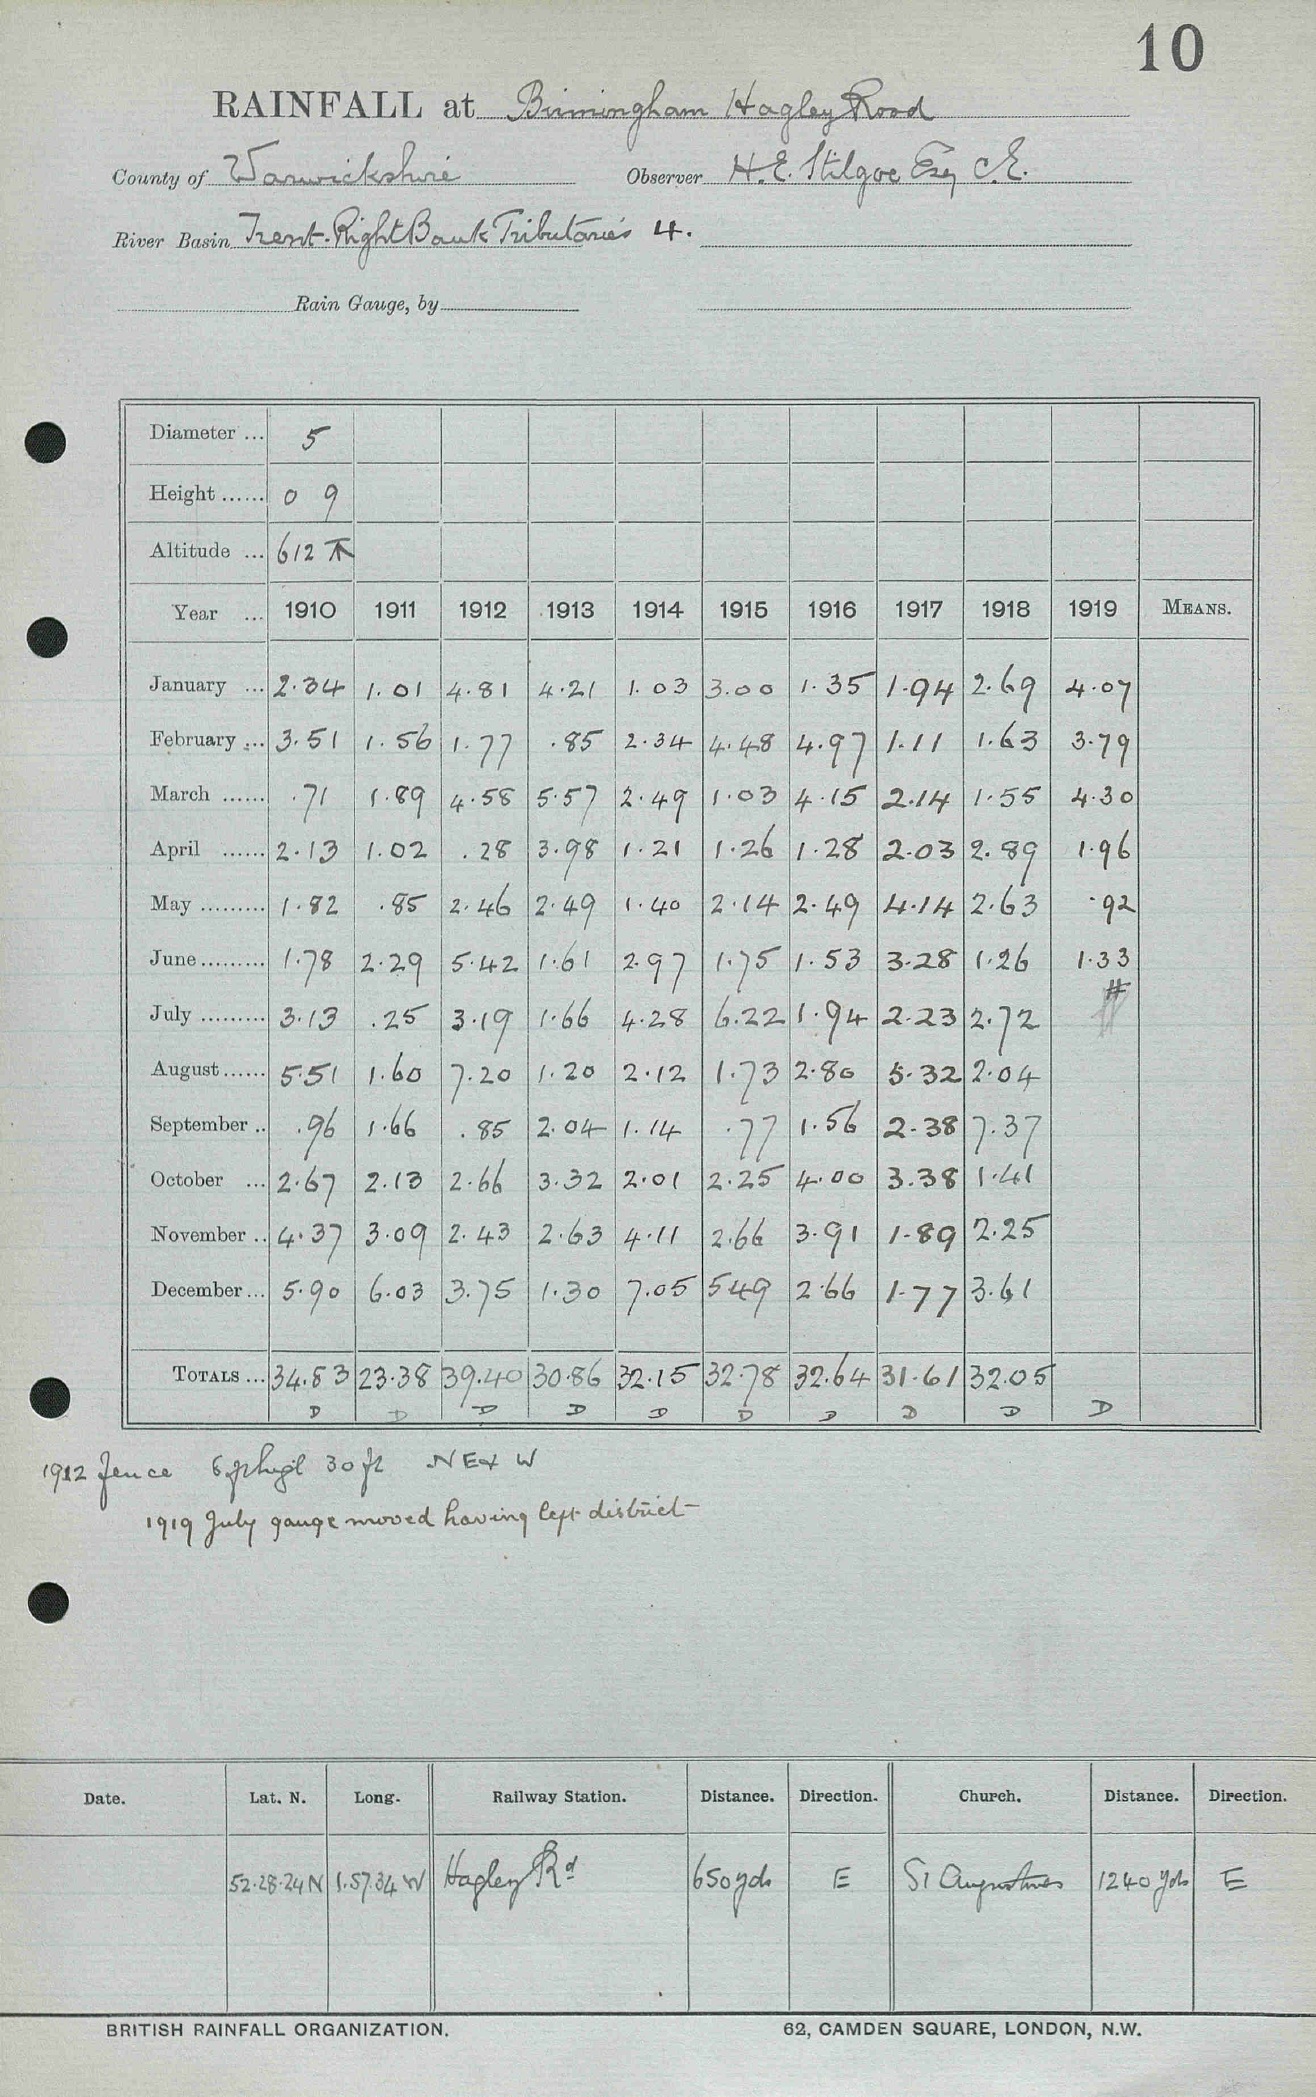 10
RAINFALL at Birmingham Hagley Road
County of Warwickshire Observer H. E. Stilgoe Esq C.E.
River Basin Trent-Right Bank Tributaries 4.
Rain Gauge, by
Diameter ... 5
Height ...... 0 9
Altitude ... 612
Year ... 1910 1911 1912 1913 1914 1915 1916 1917 1918 1919 MEANS.
January ... 2.34 1.01 4.81 4.21 1.03 3.00 1.35 1.94 2.69 4.07
February ... 3.51 1.56 1.77 .85 2.34 4.48 4.97 1.11 1.63 3.79
March ...... .71 1.89 4.58 5.57 2.49 1.03 4.15 2.14 1.55 4.30
April ...... 2.13 1.02 .28 3.98 1.21 1.26 1.28 2.03 2.89 1.96
May ......... 1.82 .85 2.46 2.49 1.40 2.14 2.49 4.14 2.63 .92
June ......... 1.78 2.29 5.42 1.61 2.97 1.75 1.53 3.28 1.26 1.33
July ......... 3.13 .25 3.19 1.66 4.28 6.22 1.94 2.23 2.72 #
August ...... 5.51 1.60 7.20 1.20 2.12 1.73 2.80 5.32 2.04
September .. .96 1.66 .85 2.04 1.14 .77 1.56 2.38 7.37
October ... 2.67 2.13 2.66 3.32 2.01 2.25 4.00 3.38 1.41
November .. 4.37 3.09 2.43 2.63 4.11 2.66 3.91 1.89 2.25
December ... 5.90 6.03 3.75 1.30 7.05 549 2.66 1.77 3.61
TOTALS ... 34.83 23.38 39.40 30.86 32.15 32.78 32.64 31.61 32.05
D D D D D D D D D D
1912 fence 30 ft N E & W
1919 July gauge moved having left district
Date. Lat. N. Long. Railway Station. Distance. Direction. Church. Distance. Direction.
52.28.24 N 1.57.34 W Hagley Rd 650 yds E St Augustines 1240 yds E
BRITISH RAINFALL ORGANIZATION. 62, CAMDEN SQUARE, LONDON, N.W.